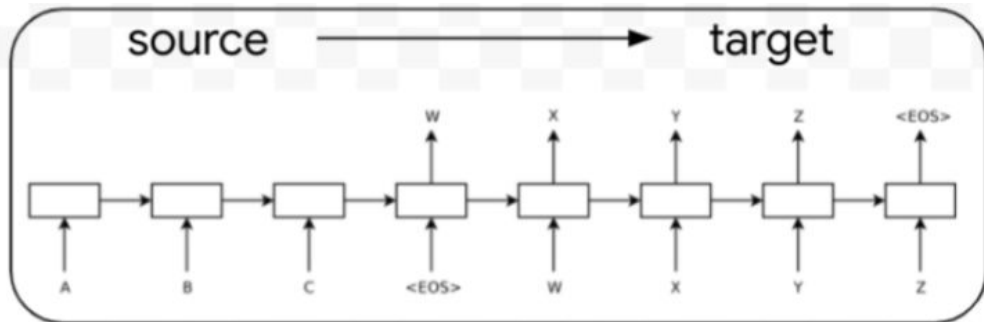 source target
W X Y Z <EOS>
A B C <EOS> W X Y Z